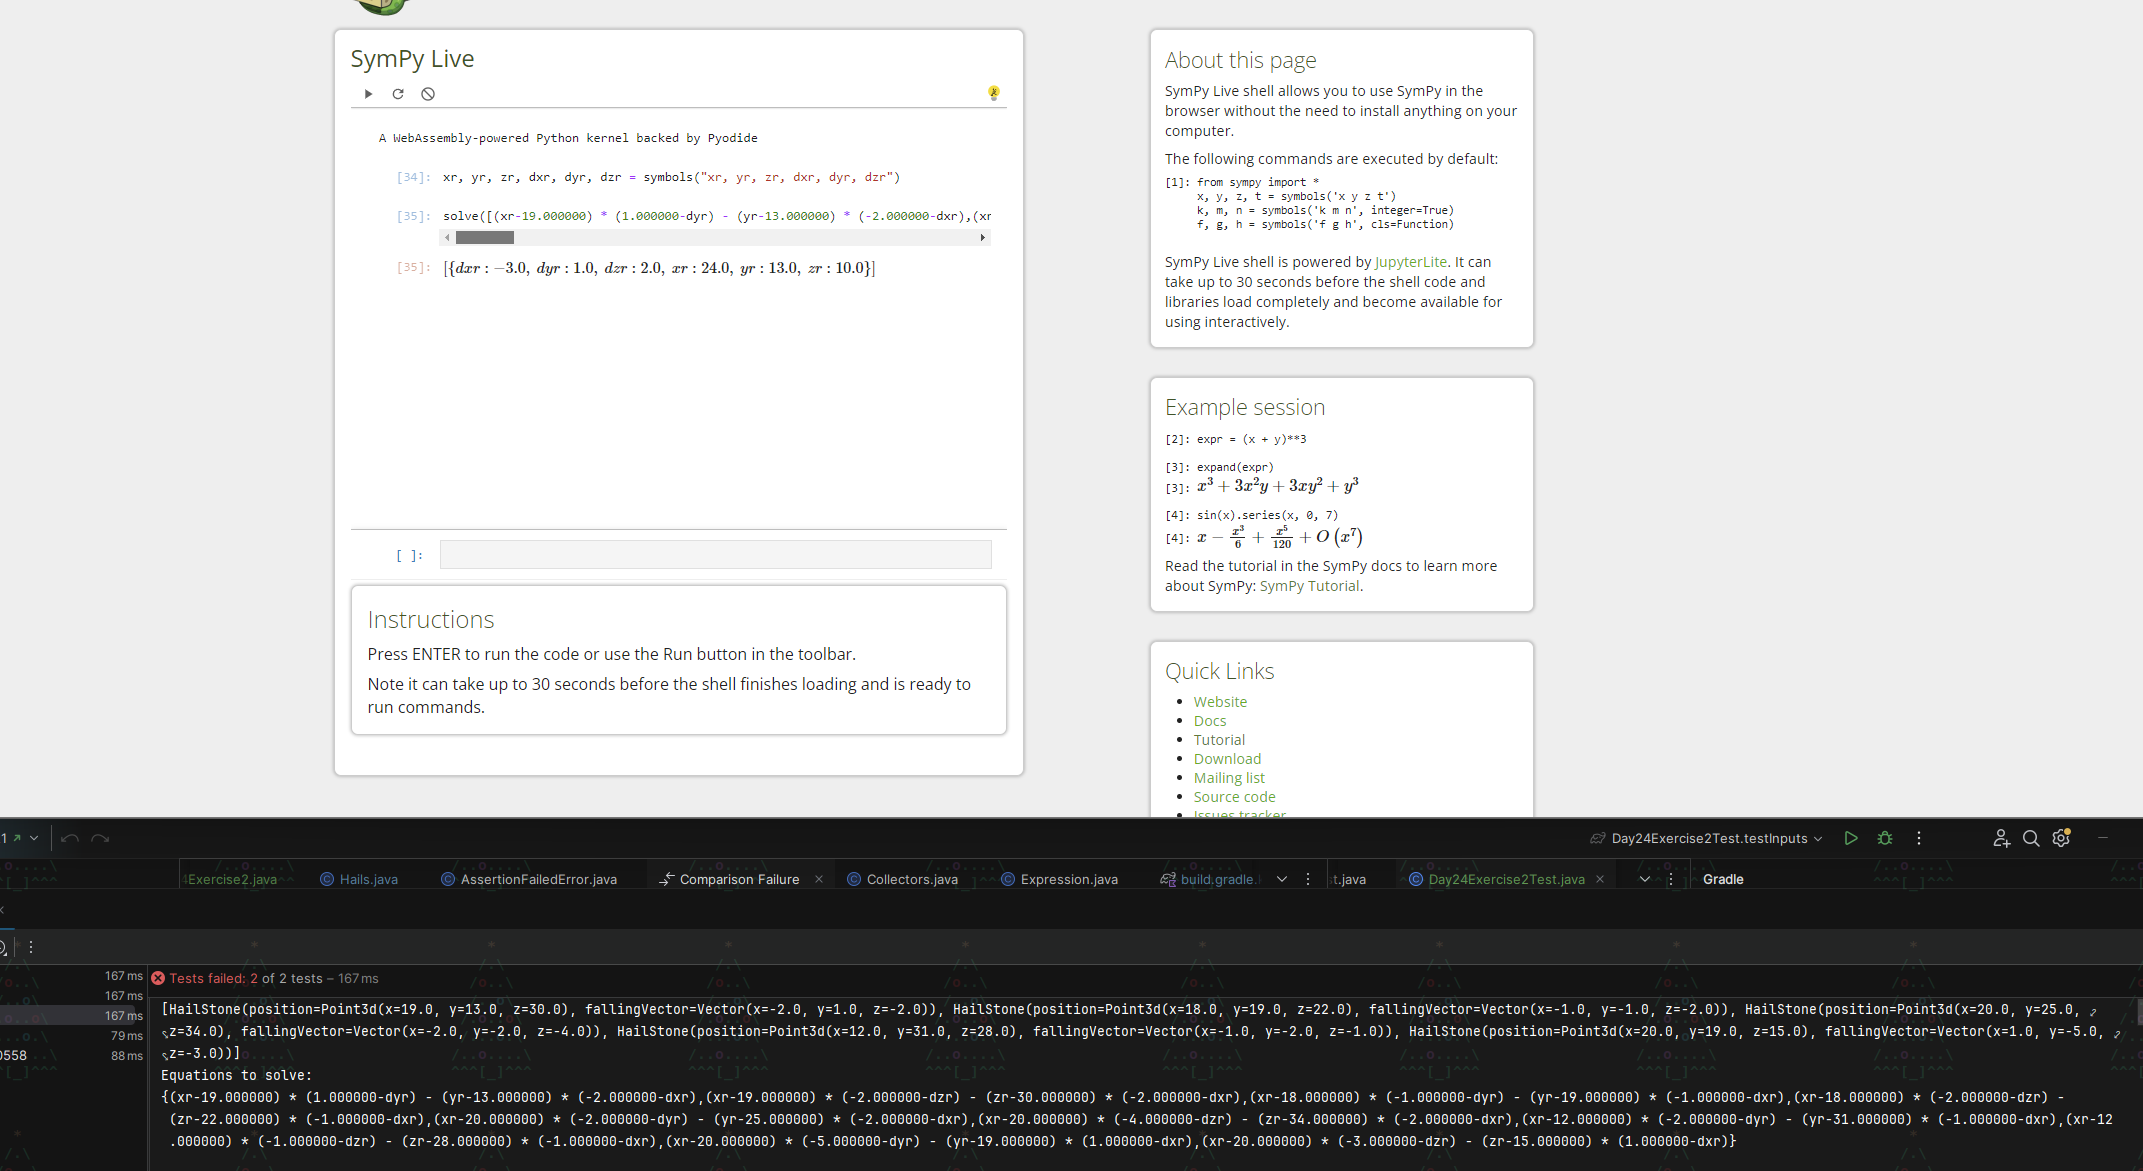 SymPy Live
A WebAssembly-powered Python kernel backed by Pyodide
[34]: xr, yr, zr, dxr, dyr, dzr = symbols("xr, yr, zr, dxr, dyr, dzr")
[35]: solve([(xr-19.000000) * (1.000000-dyr) - (yr-13.000000) * (-2.000000-dxr),(xr
[35]: [{dxr : −3.0, dyr : 1.0, dzr : 2.0, xr : 24.0, yr : 13.0, zr : 10.0}]
[ ]:
Instructions
Press ENTER to run the code or use the Run button in the toolbar.
Note it can take up to 30 seconds before the shell finishes loading and is ready to
run commands.
About this page
SymPy Live shell allows you to use SymPy in the
browser without the need to install anything on your
computer.
The following commands are executed by default:
[1]: from sympy import *
x, y, z, t = symbols('x y z t')
k, m, n = symbols('k m n', integer=True)
f, g, h = symbols('f g h', cls=Function)
SymPy Live shell is powered by JupyterLite. It can
take up to 30 seconds before the shell code and
libraries load completely and become available for
using interactively.
Example session
[2]: expr = (x + y)**3
[3]: expand(expr)
[3]: x³ + 3x²y + 3xy² + y³
[4]: sin(x).series(x, 0, 7)
[4]: x − x³/6 + x⁵/120 + O (x⁷)
Read the tutorial in the SymPy docs to learn more
about SymPy: SymPy Tutorial.
Quick Links
Website
Docs
Tutorial
Download
Mailing list
Source code
Issues tracker
1 Day24Exercise2Test.testInputs
Exercise2.java Hails.java AssertionFailedError.java Comparison Failure Collectors.java Expression.java build.gradle. t.java Day24Exercise2Test.java Gradle
167 ms Tests failed: 2 of 2 tests – 167 ms
167 ms
167 ms
79 ms
0558 88 ms
[HailStone(position=Point3d(x=19.0, y=13.0, z=30.0), fallingVector=Vector(x=-2.0, y=1.0, z=-2.0)), HailStone(position=Point3d(x=18.0, y=19.0, z=22.0), fallingVector=Vector(x=-1.0, y=-1.0, z=-2.0)), HailStone(position=Point3d(x=20.0, y=25.0,
z=34.0), fallingVector=Vector(x=-2.0, y=-2.0, z=-4.0)), HailStone(position=Point3d(x=12.0, y=31.0, z=28.0), fallingVector=Vector(x=-1.0, y=-2.0, z=-1.0)), HailStone(position=Point3d(x=20.0, y=19.0, z=15.0), fallingVector=Vector(x=1.0, y=-5.0,
z=-3.0))]
Equations to solve:
{(xr-19.000000) * (1.000000-dyr) - (yr-13.000000) * (-2.000000-dxr),(xr-19.000000) * (-2.000000-dzr) - (zr-30.000000) * (-2.000000-dxr),(xr-18.000000) * (-1.000000-dyr) - (yr-19.000000) * (-1.000000-dxr),(xr-18.000000) * (-2.000000-dzr) -
(zr-22.000000) * (-1.000000-dxr),(xr-20.000000) * (-2.000000-dyr) - (yr-25.000000) * (-2.000000-dxr),(xr-20.000000) * (-4.000000-dzr) - (zr-34.000000) * (-2.000000-dxr),(xr-12.000000) * (-2.000000-dyr) - (yr-31.000000) * (-1.000000-dxr),(xr-12
.000000) * (-1.000000-dzr) - (zr-28.000000) * (-1.000000-dxr),(xr-20.000000) * (-5.000000-dyr) - (yr-19.000000) * (1.000000-dxr),(xr-20.000000) * (-3.000000-dzr) - (zr-15.000000) * (1.000000-dxr)}